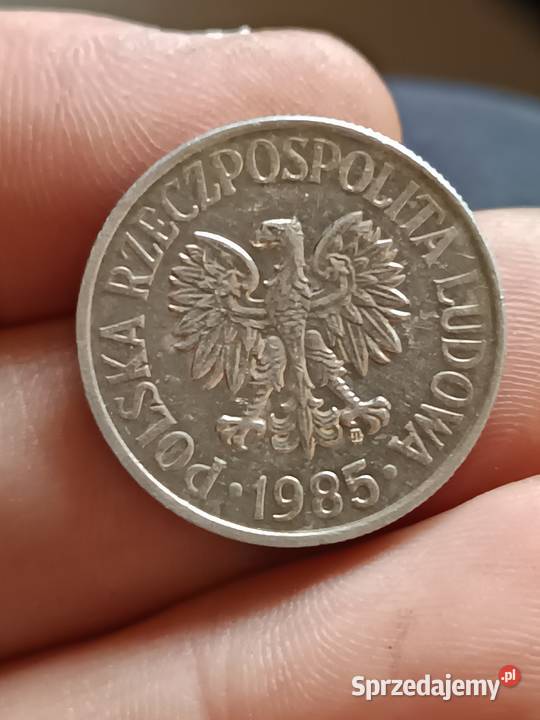 POLSKA RZECZPOSPOLITA LUDOWA
· 1985 ·
Sprzedajemy.pl